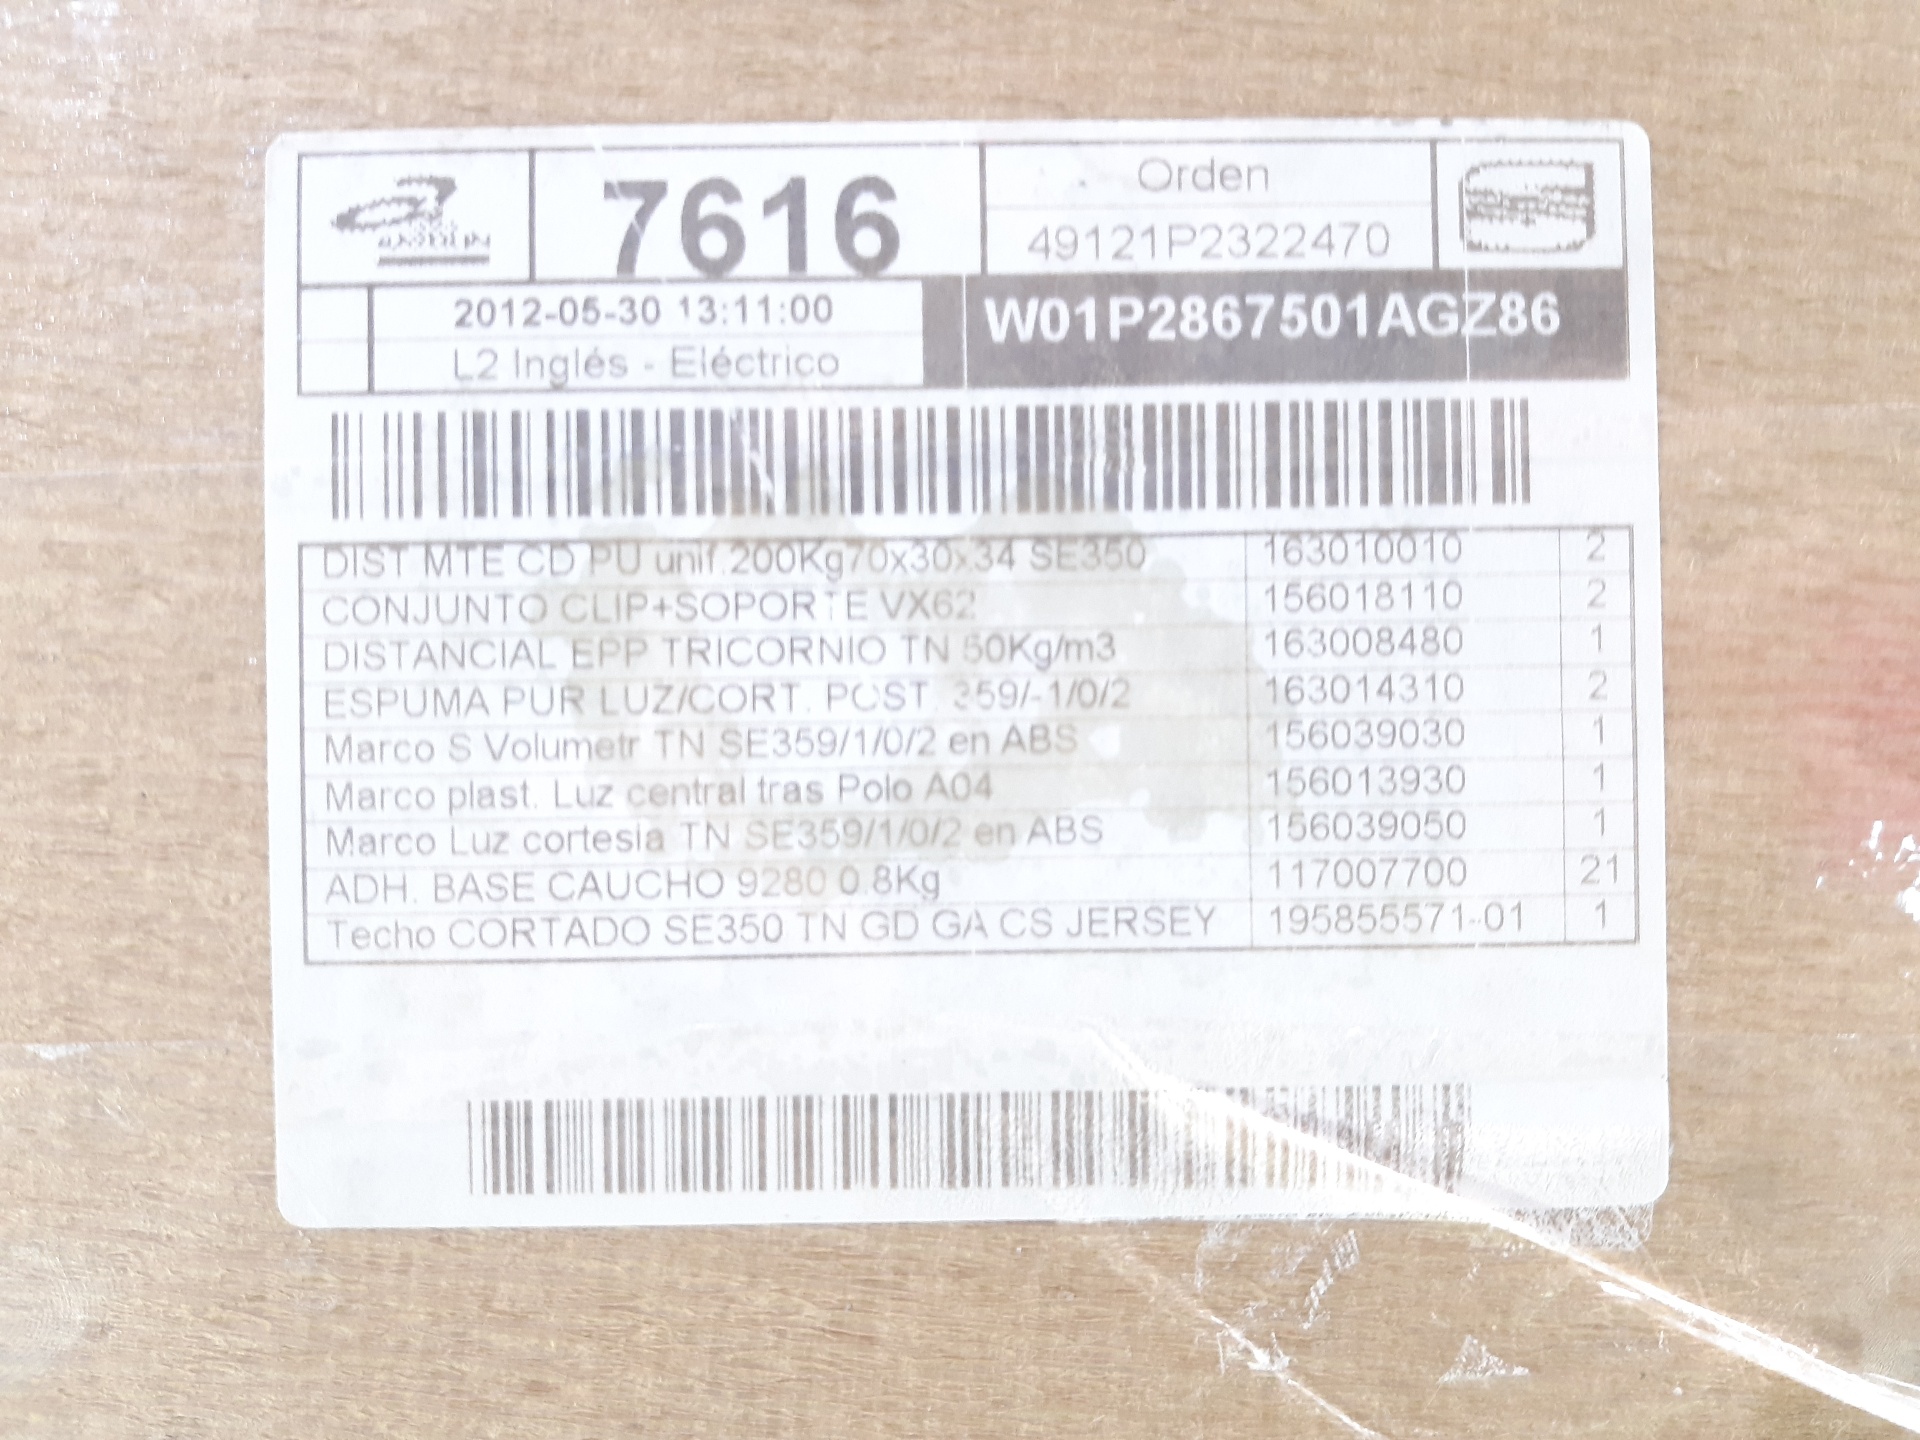 7616
Orden
49121P2322470
2012-05-30 13:11:00
W01P2867501AGZ86
L2 Inglés - Eléctrico
DIST MTE CD PU unif.200Kg70x30x34 SE350 163010010 2
CONJUNTO CLIP+SOPORTE VX62 156018110 2
DISTANCIAL EPP TRICORNIO TN 50Kg/m3 163008480 1
ESPUMA PUR LUZ/CORT. POST. 359/-1/0/2 163014310 2
Marco S Volumetr TN SE359/1/0/2 en ABS 156039030 1
Marco plast. Luz central tras Polo A04 156013930 1
Marco Luz cortesia TN SE359/1/0/2 en ABS 156039050 1
ADH. BASE CAUCHO 9280 0.8Kg 117007700 21
Techo CORTADO SE350 TN GD GA CS JERSEY 195855571-01 1